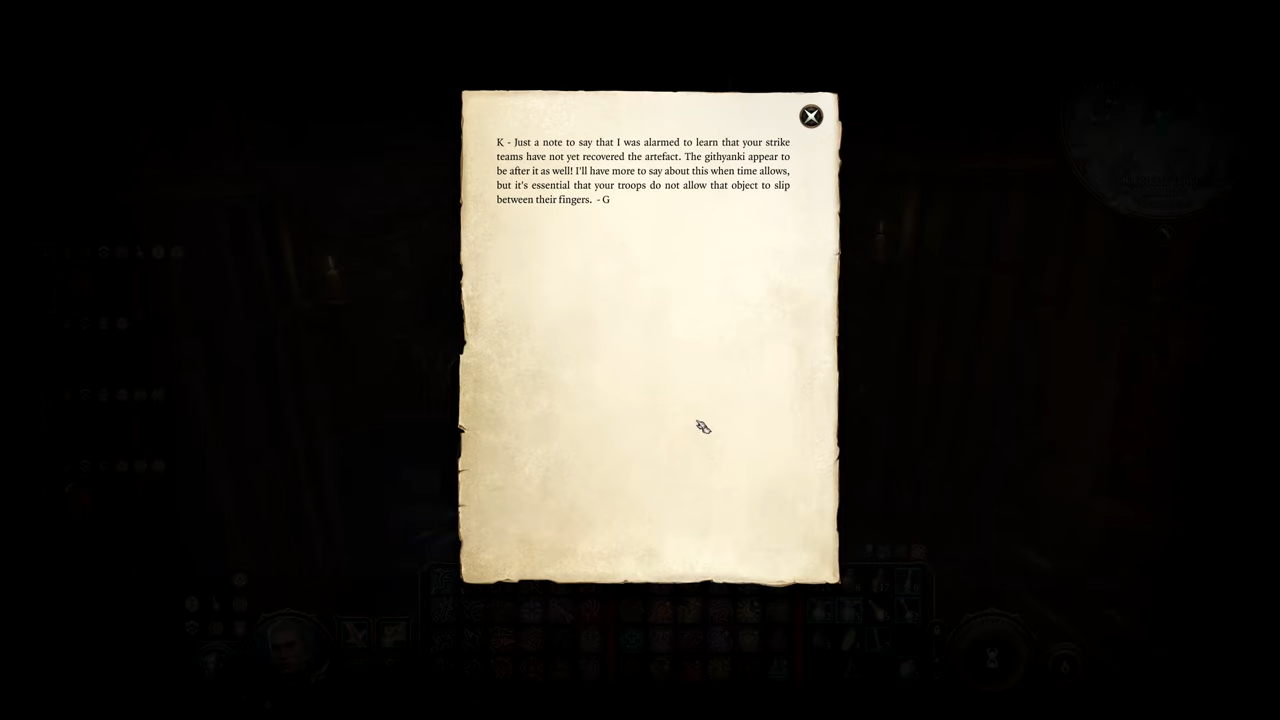 K - Just a note to say that I was alarmed to learn that your strike
teams have not yet recovered the artefact. The githyanki appear to
be after it as well! I'll have more to say about this when time allows,
but it's essential that your troops do not allow that object to slip
between their fingers. - G